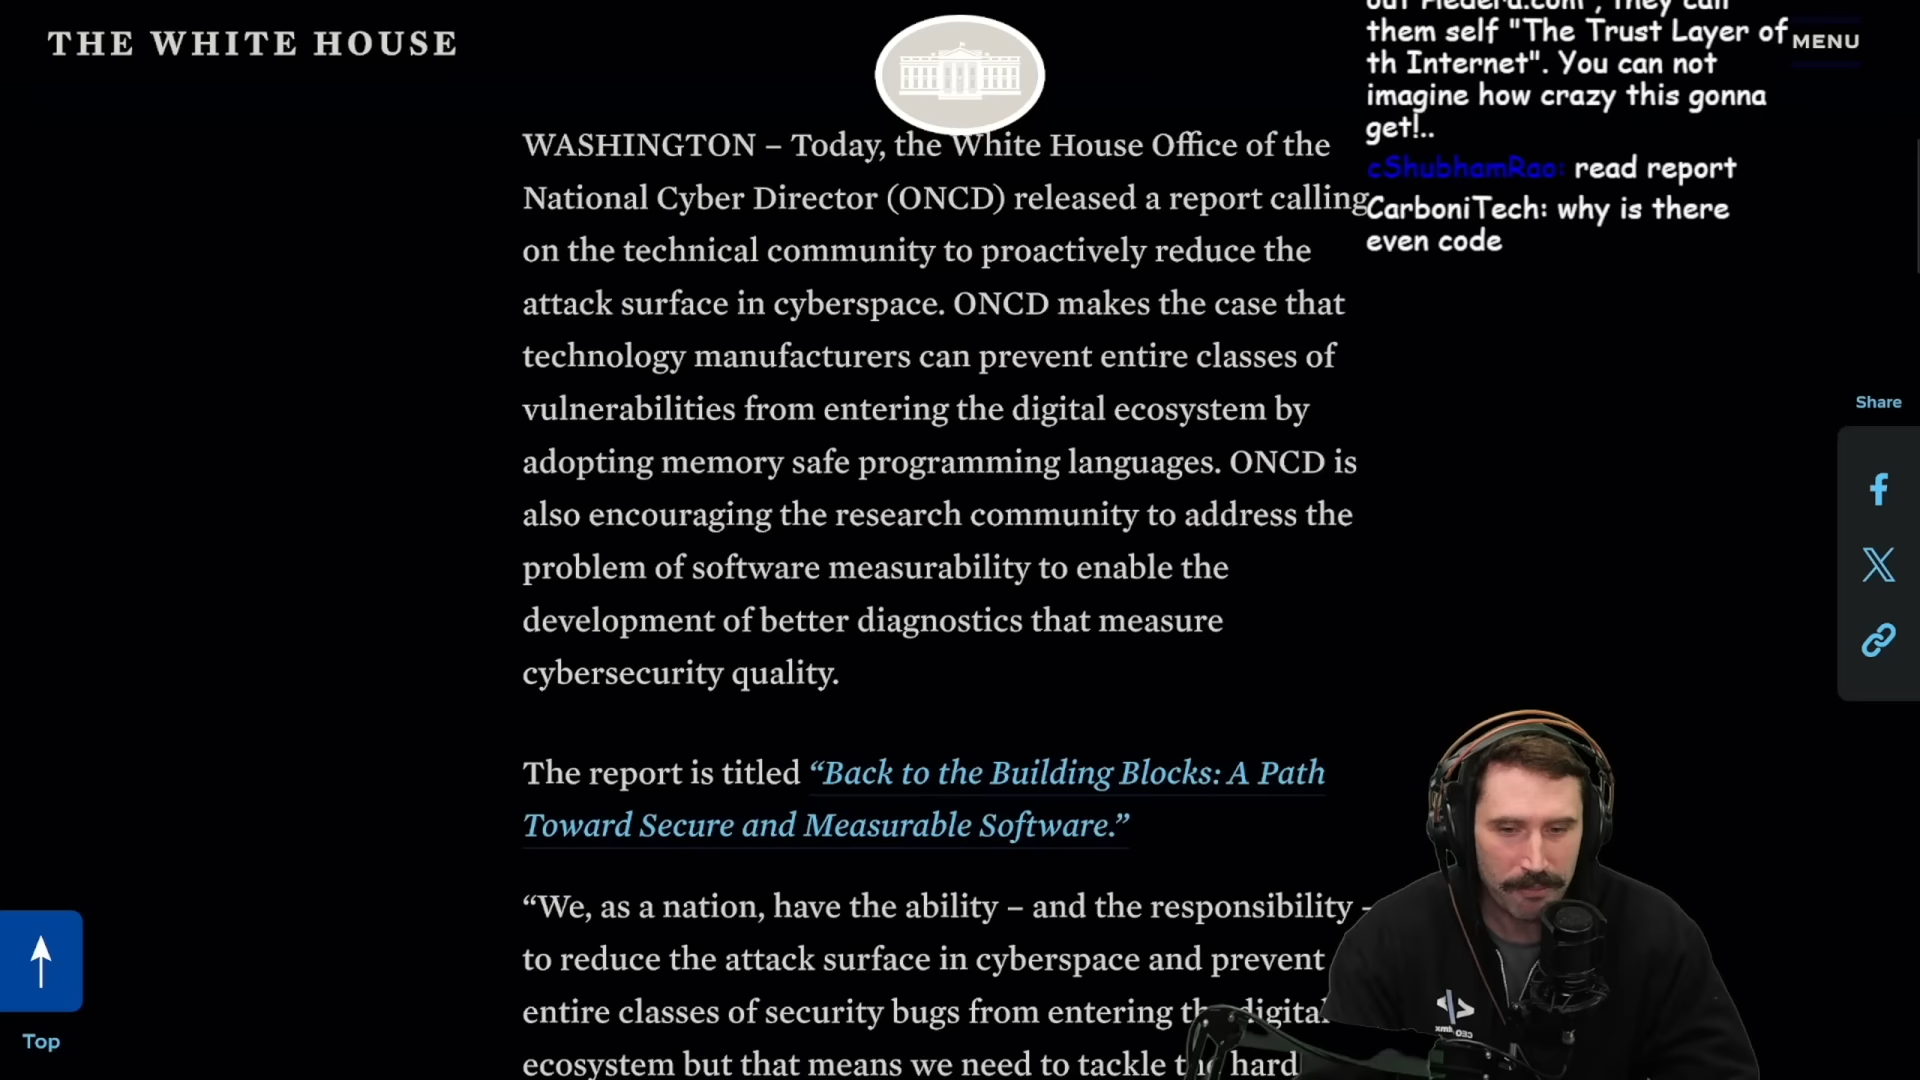 THE WHITE HOUSE
MENU
WASHINGTON – Today, the White House Office of the
National Cyber Director (ONCD) released a report calling
on the technical community to proactively reduce the
attack surface in cyberspace. ONCD makes the case that
technology manufacturers can prevent entire classes of
vulnerabilities from entering the digital ecosystem by
adopting memory safe programming languages. ONCD is
also encouraging the research community to address the
problem of software measurability to enable the
development of better diagnostics that measure
cybersecurity quality.
The report is titled “Back to the Building Blocks: A Path
Toward Secure and Measurable Software.”
“We, as a nation, have the ability – and the responsibility –
to reduce the attack surface in cyberspace and prevent
entire classes of security bugs from entering the digital
ecosystem but that means we need to tackle the hard
them self "The Trust Layer of
th Internet". You can not
imagine how crazy this gonna
get!..
cShubhamRao: read report
CarboniTech: why is there
even code
Share
Top